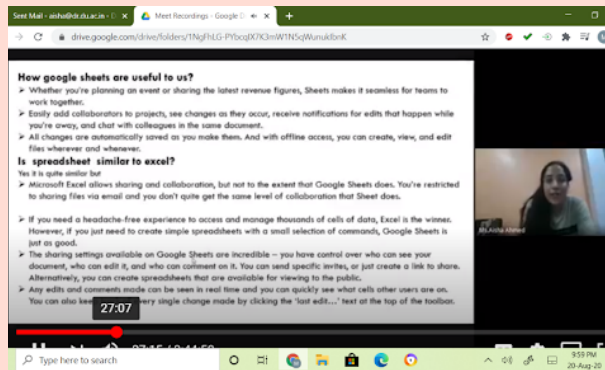 Sent Mail - aisha@dr.du.ac.in - D
Meet Recordings - Google D
drive.google.com/drive/folders/
How google sheets are useful to us?
➢ Whether you're planning an event or sharing the latest revenue figures, Sheets makes it seamless for teams to
work together.
➢ Easily add collaborators to projects, see changes as they occur, receive notifications for edits that happen while
you're away, and chat with colleagues in the same document.
➢ All changes are automatically saved as you make them. And with offline access, you can create, view, and edit
files wherever and whenever.
Is spreadsheet similar to excel?
Yes it is quite similar but
➢ Microsoft Excel allows sharing and collaboration, but not to the extent that Google Sheets does. You're restricted
to sharing files via email and you don't quite get the same level of collaboration that Sheet does.
➢ If you need a headache-free experience to access and manage thousands of cells of data, Excel is the winner.
However, if you just need to create simple spreadsheets with a small selection of commands, Google Sheets is
just as good.
➢ The sharing settings available on Google Sheets are incredible – you have control over who can see your
document, who can edit it, and who can comment on it. You can send specific invites, or just create a link to share.
Alternatively, you can create spreadsheets that are available for viewing to the public.
➢ Any edits and comments made can be seen in real time and you can quickly see what cells other users are on.
You can also kee very single change made by clicking the 'last edit…' text at the top of the toolbar.
Ms.Aisha Ahmed
27:07
Type here to search
9:59 PM
20-Aug-20